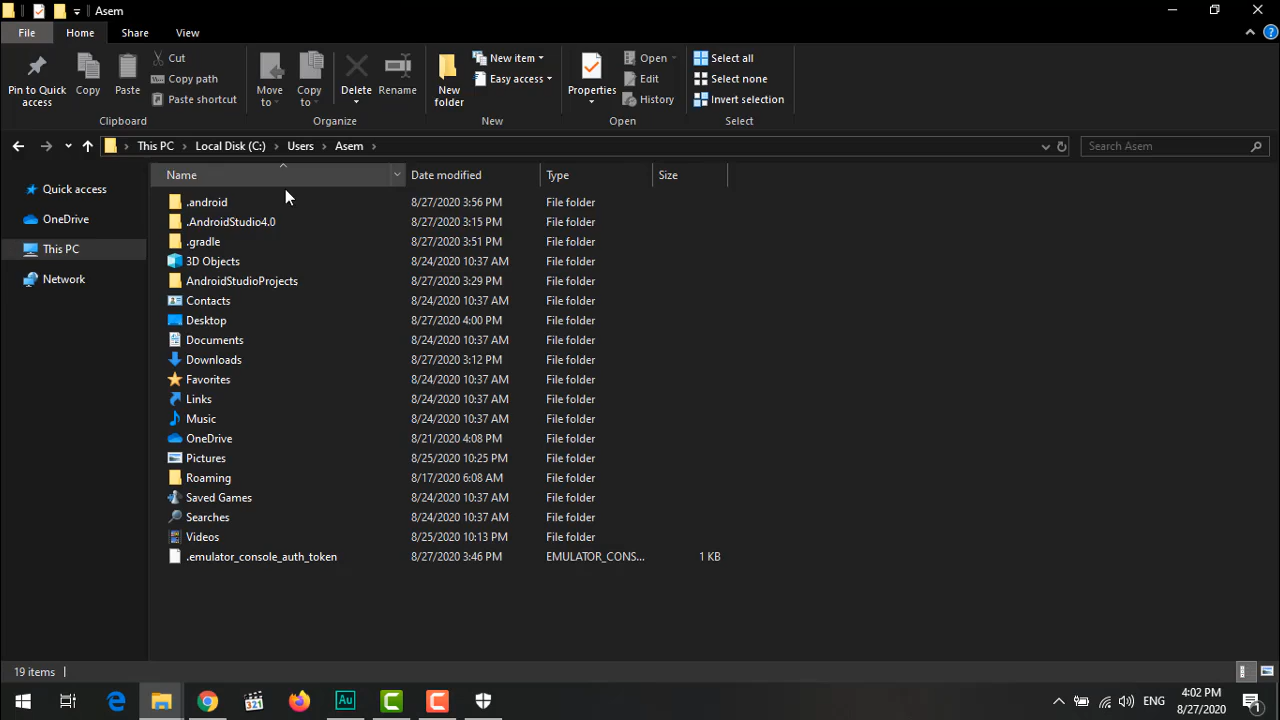 Asem
File Home Share View
Pin to Quick access
Copy
Paste
Cut
Copy path
Paste shortcut
Clipboard
Move to
Copy to
Delete
Rename
Organize
New folder
New item
Easy access
New
Properties
Open
Edit
History
Open
Select all
Select none
Invert selection
Select
This PC Local Disk (C:) Users Asem
Search Asem
Quick access
OneDrive
This PC
Network
Name Date modified Type Size
.android 8/27/2020 3:56 PM File folder
.AndroidStudio4.0 8/27/2020 3:15 PM File folder
.gradle 8/27/2020 3:51 PM File folder
3D Objects 8/24/2020 10:37 AM File folder
AndroidStudioProjects 8/27/2020 3:29 PM File folder
Contacts 8/24/2020 10:37 AM File folder
Desktop 8/27/2020 4:00 PM File folder
Documents 8/24/2020 10:37 AM File folder
Downloads 8/27/2020 3:12 PM File folder
Favorites 8/24/2020 10:37 AM File folder
Links 8/24/2020 10:37 AM File folder
Music 8/24/2020 10:37 AM File folder
OneDrive 8/21/2020 4:08 PM File folder
Pictures 8/25/2020 10:25 PM File folder
Roaming 8/17/2020 6:08 AM File folder
Saved Games 8/24/2020 10:37 AM File folder
Searches 8/24/2020 10:37 AM File folder
Videos 8/25/2020 10:13 PM File folder
.emulator_console_auth_token 8/27/2020 3:46 PM EMULATOR_CONS... 1 KB
19 items
321
Au
C
C
ENG
4:02 PM
8/27/2020
1